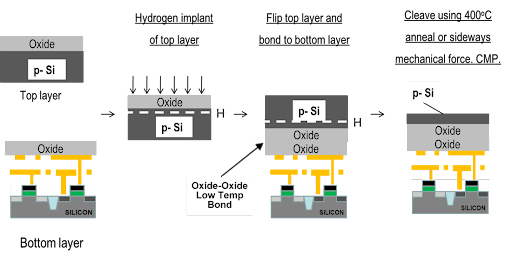 Hydrogen implant
of top layer
Flip top layer and
bond to bottom layer
Cleave using 400°C
anneal or sideways
mechanical force. CMP.
Oxide
p- Si
Top layer
Oxide
H
p- Si
p- Si
H
Oxide
Oxide
p- Si
Oxide
Oxide
Oxide
Oxide-Oxide
Low Temp
Bond
SILICON
SILICON
SILICON
Bottom layer